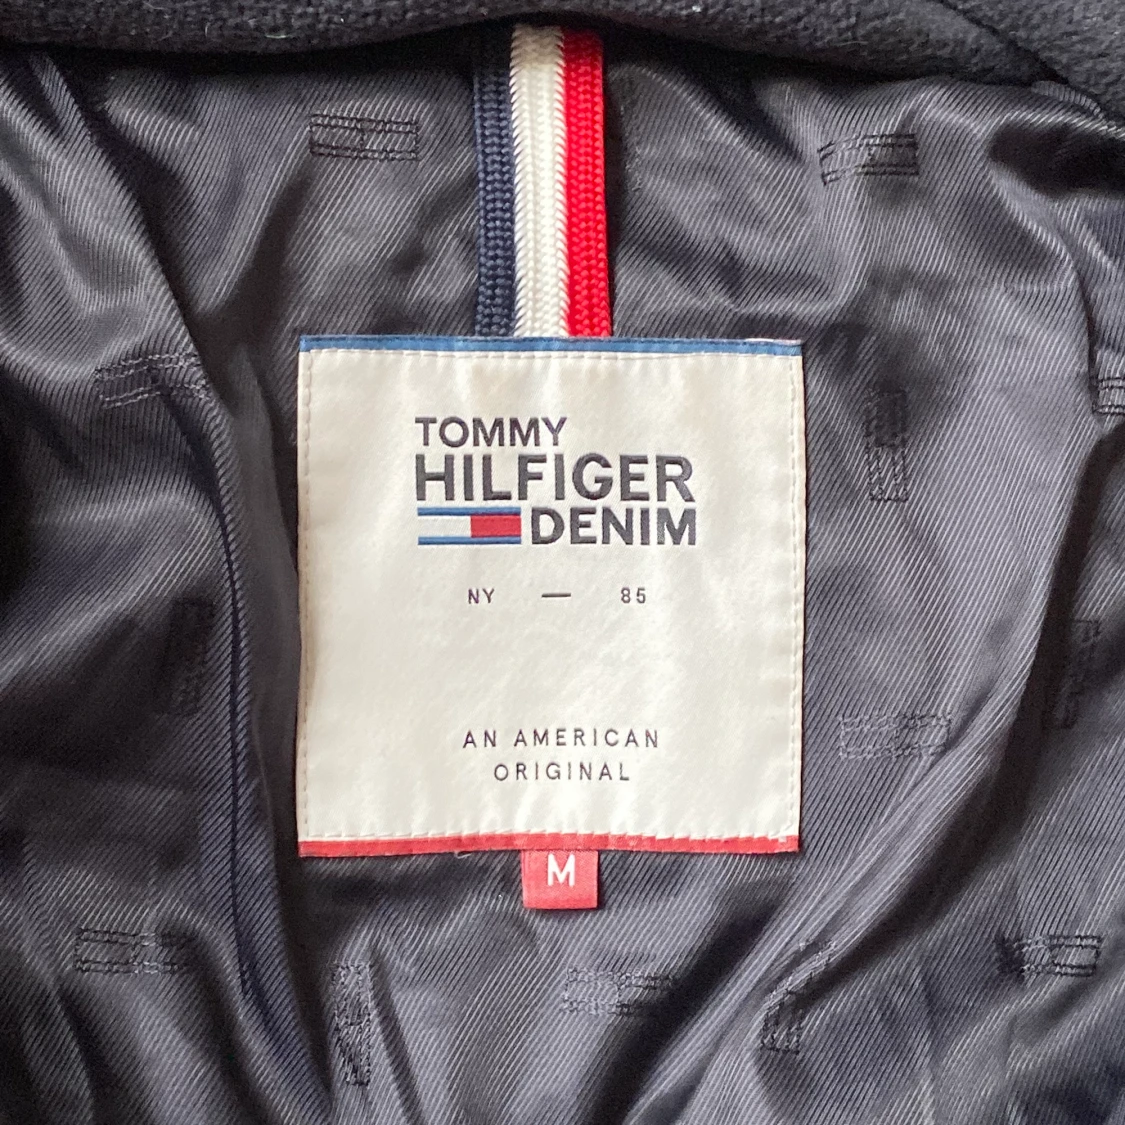 TOMMY
HILFIGER
DENIM
NY — 85
AN AMERICAN
ORIGINAL
M